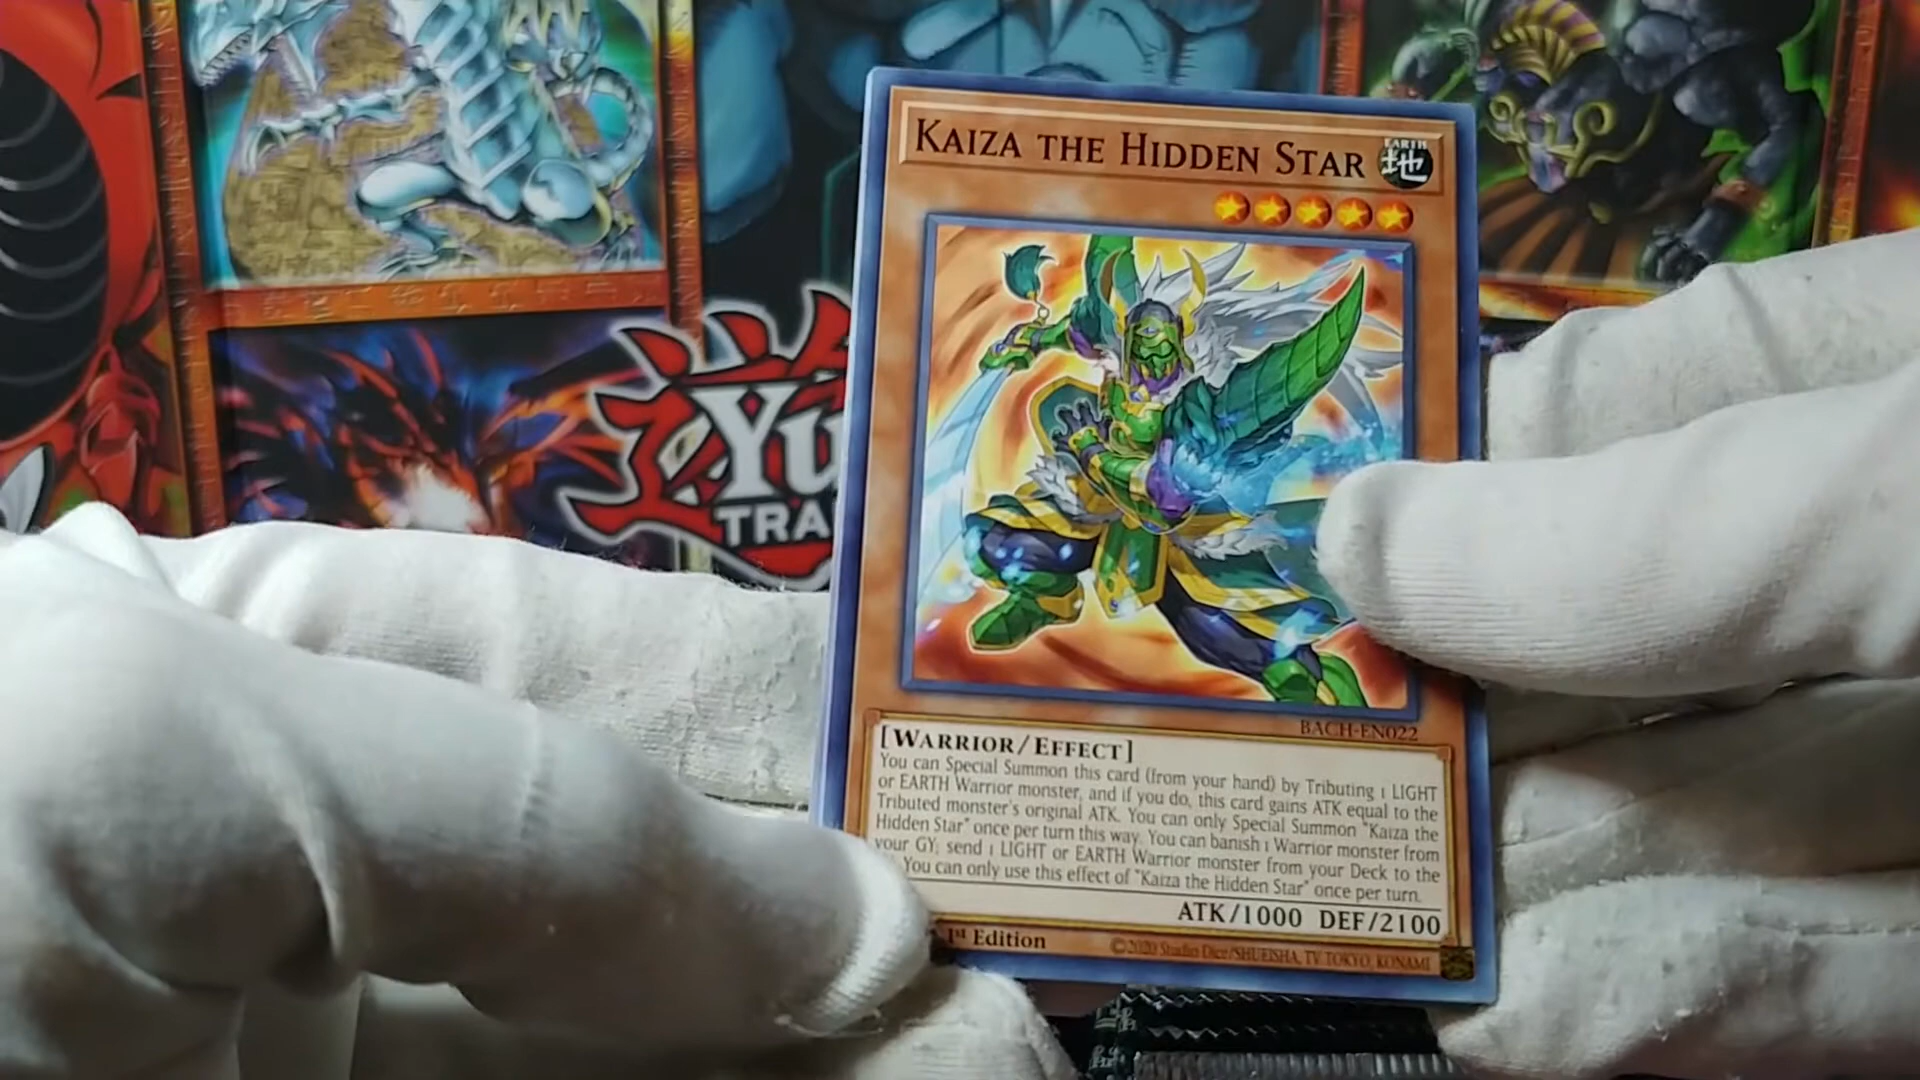 KAIZA THE HIDDEN STAR
EARTH
地
YU
TRA
BACH-EN022
[WARRIOR/EFFECT]
You can Special Summon this card (from your hand) by Tributing 1 LIGHT
or EARTH Warrior monster, and if you do, this card gains ATK equal to the
Tributed monster's original ATK. You can only Special Summon "Kaiza the
Hidden Star" once per turn this way. You can banish 1 Warrior monster from
your GY; send 1 LIGHT or EARTH Warrior monster from your Deck to the
You can only use this effect of "Kaiza the Hidden Star" once per turn.
ATK/1000 DEF/2100
1st Edition
©2020 Studio Dice/SHUEISHA, TV TOKYO, KONAMI